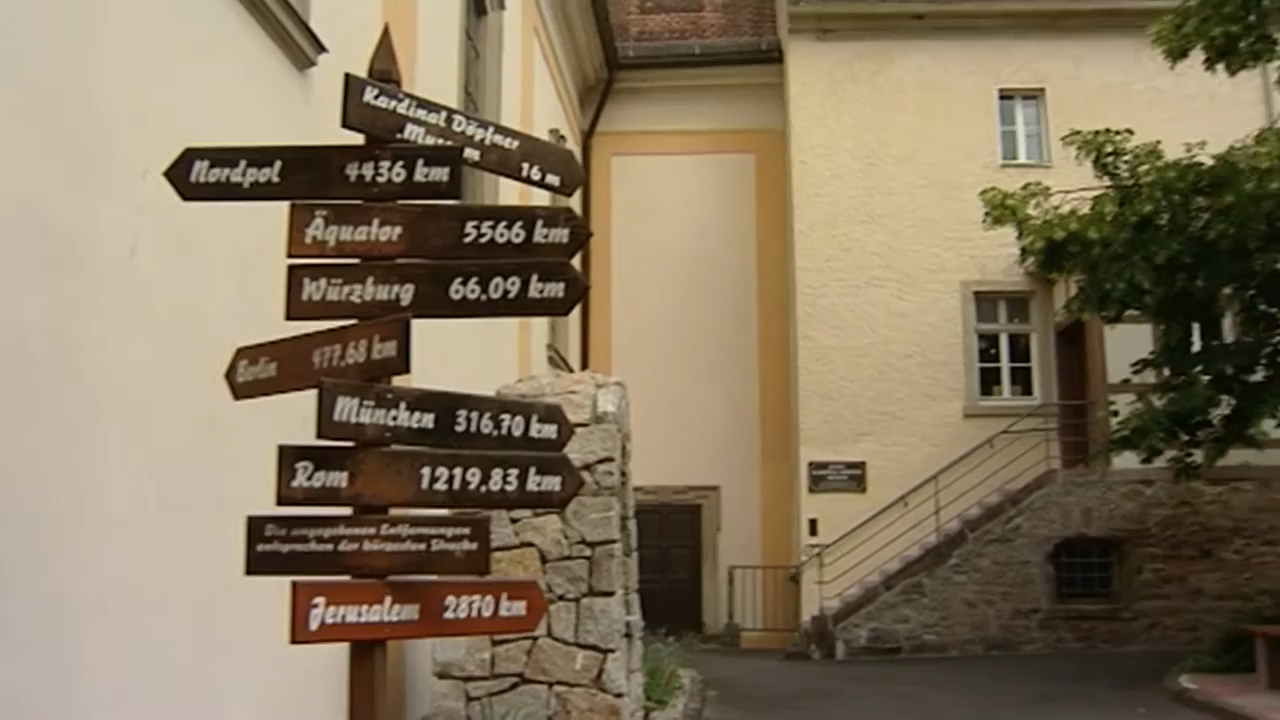 Kardinal Döpfner
Museum 16 m
Nordpol 4436 km
Äquator 5566 km
Würzburg 66,09 km
Berlin 477,68 km
München 316,70 km
Rom 1219,83 km
Die angegebenen Entfernungen
entsprechen der kürzesten Strecke
Jerusalem 2870 km